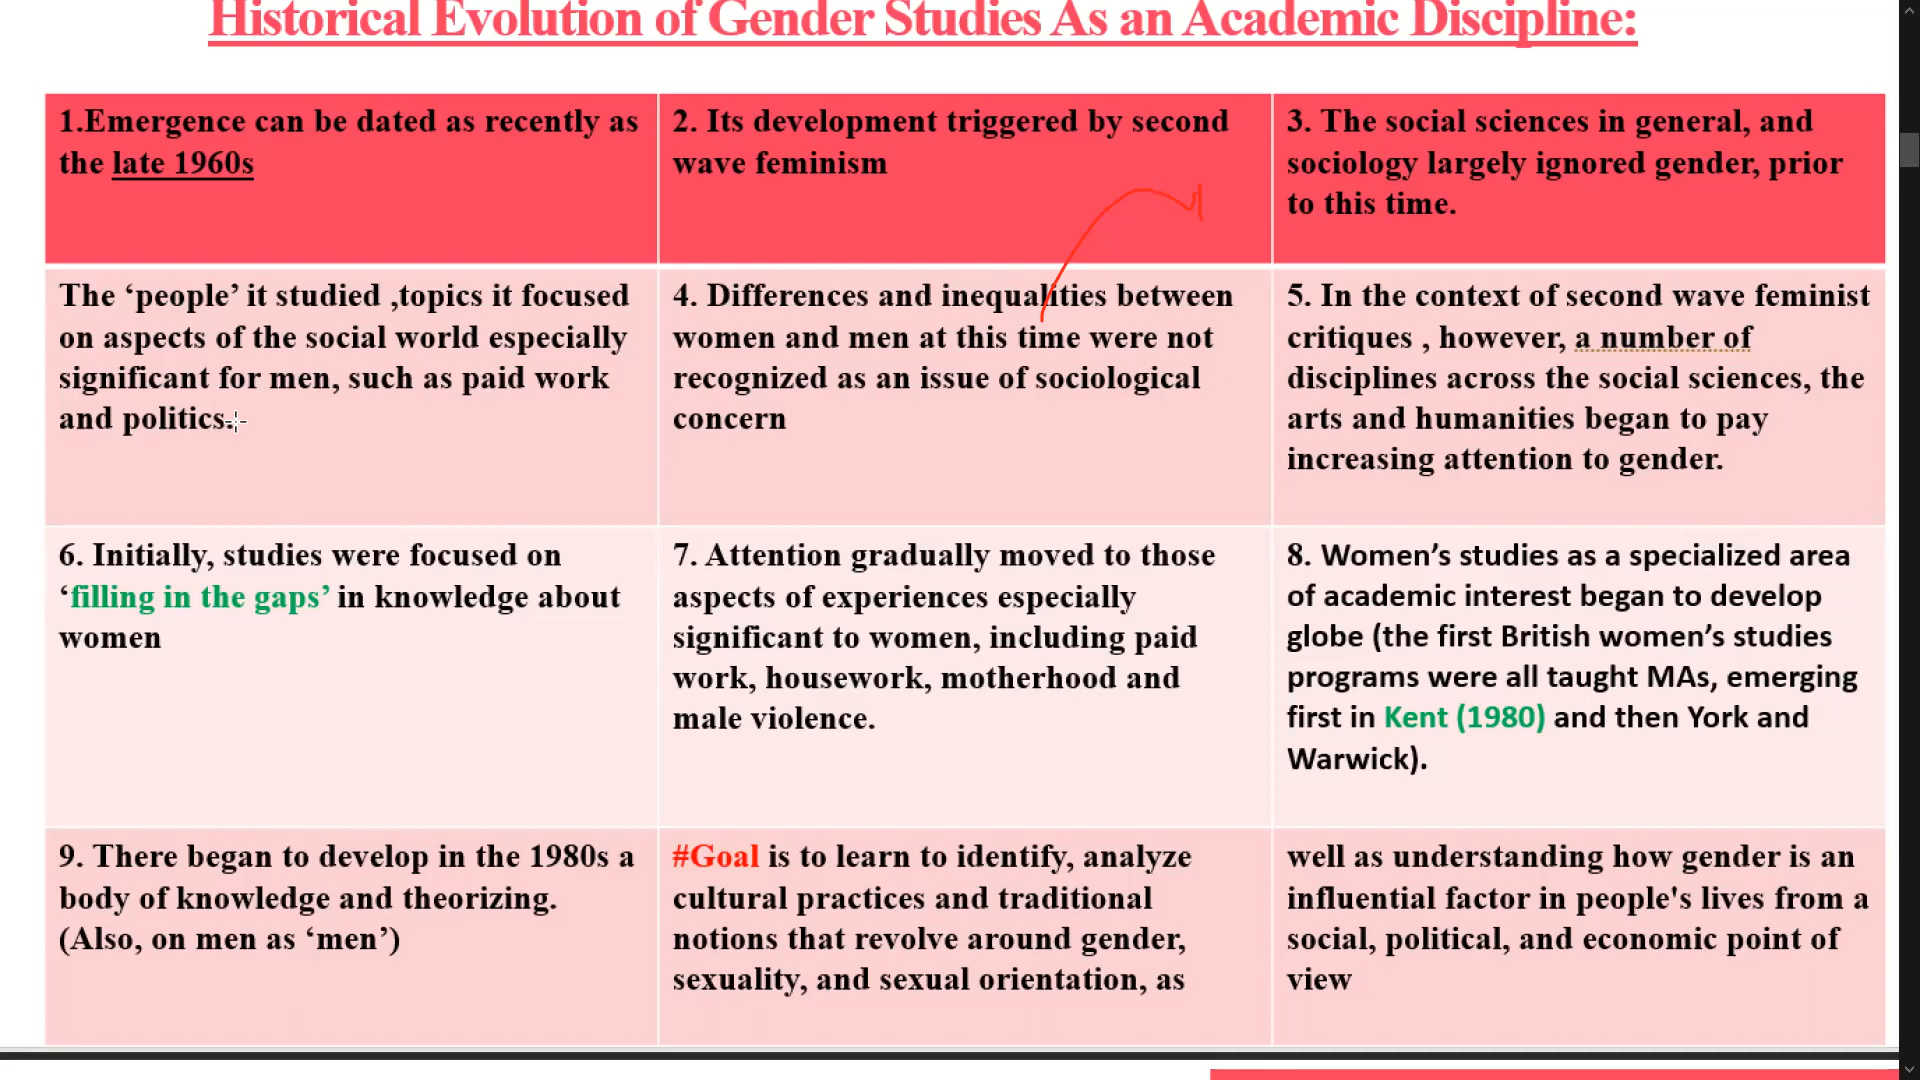 Historical Evolution of Gender Studies As an Academic Discipline:
1.Emergence can be dated as recently as
the late 1960s
2. Its development triggered by second
wave feminism
3. The social sciences in general, and
sociology largely ignored gender, prior
to this time.
The ‘people’ it studied ,topics it focused
on aspects of the social world especially
significant for men, such as paid work
and politics.
4. Differences and inequalities between
women and men at this time were not
recognized as an issue of sociological
concern
5. In the context of second wave feminist
critiques , however, a number of
disciplines across the social sciences, the
arts and humanities began to pay
increasing attention to gender.
6. Initially, studies were focused on
‘filling in the gaps’ in knowledge about
women
7. Attention gradually moved to those
aspects of experiences especially
significant to women, including paid
work, housework, motherhood and
male violence.
8. Women’s studies as a specialized area
of academic interest began to develop
globe (the first British women’s studies
programs were all taught MAs, emerging
first in Kent (1980) and then York and
Warwick).
9. There began to develop in the 1980s a
body of knowledge and theorizing.
(Also, on men as ‘men’)
#Goal is to learn to identify, analyze
cultural practices and traditional
notions that revolve around gender,
sexuality, and sexual orientation, as
well as understanding how gender is an
influential factor in people's lives from a
social, political, and economic point of
view